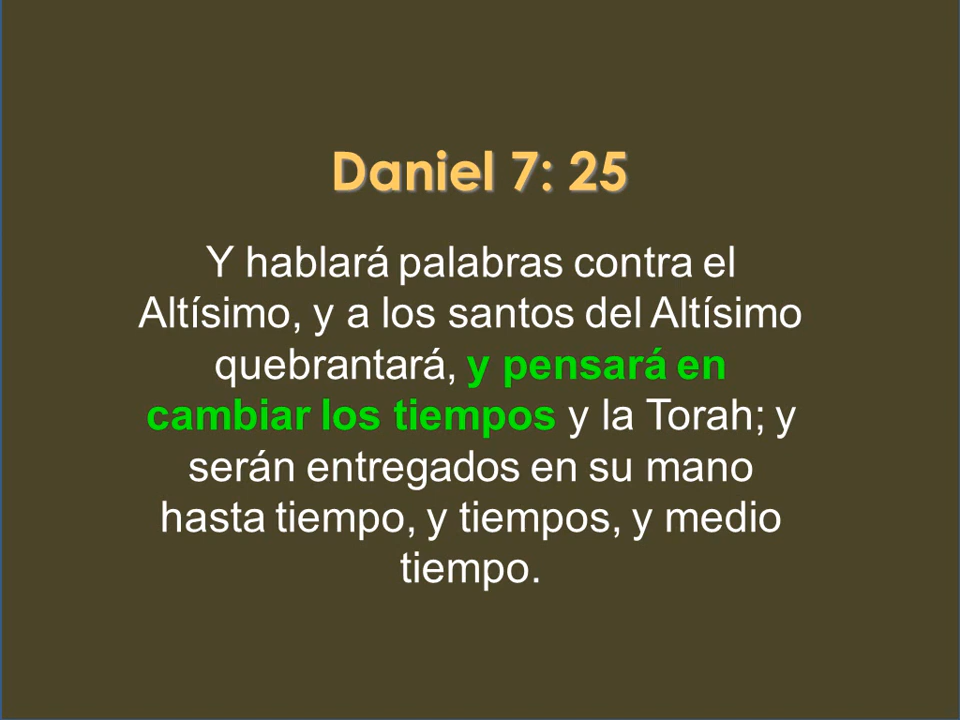 Daniel 7: 25
Y hablará palabras contra el
Altísimo, y a los santos del Altísimo
quebrantará, y pensará en
cambiar los tiempos y la Torah; y
serán entregados en su mano
hasta tiempo, y tiempos, y medio
tiempo.